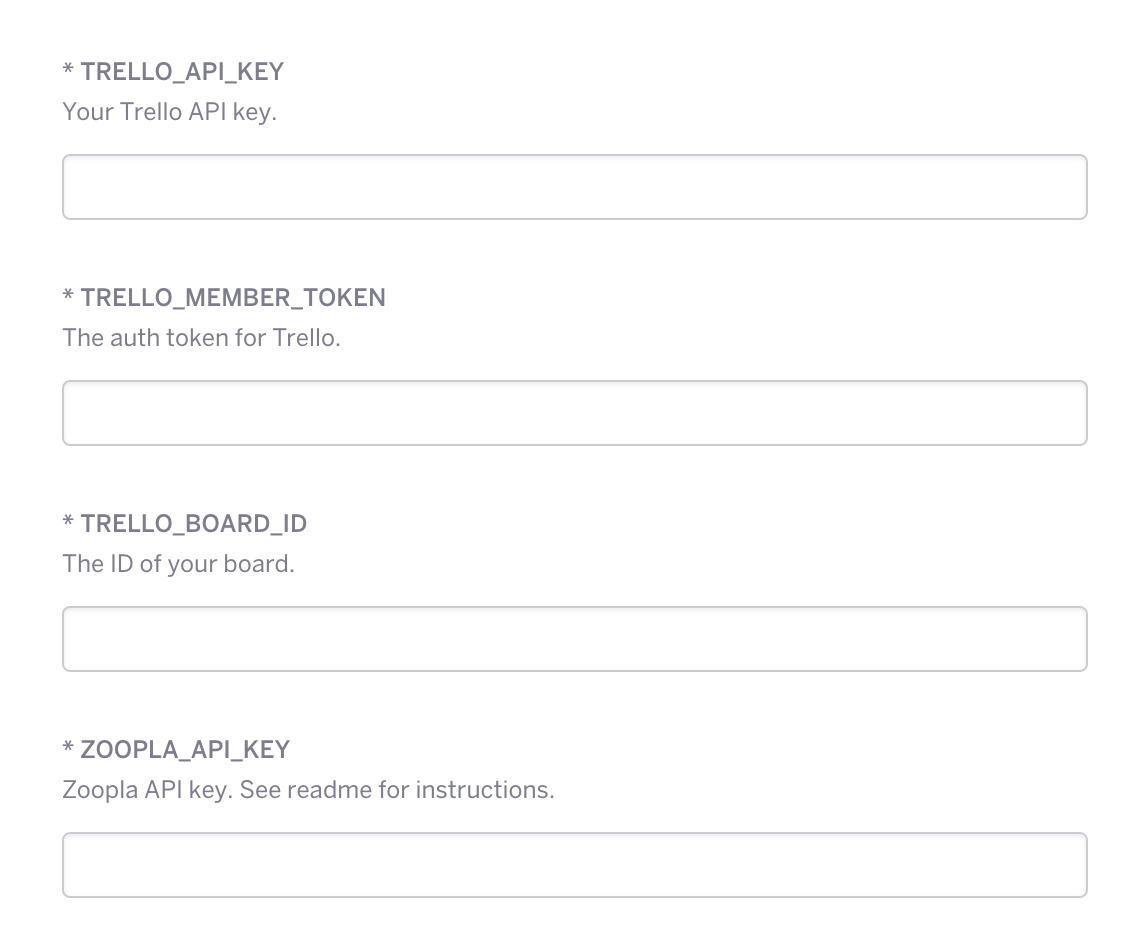 * TRELLO_API_KEY
Your Trello API key.
* TRELLO_MEMBER_TOKEN
The auth token for Trello.
* TRELLO_BOARD_ID
The ID of your board.
* ZOOPLA_API_KEY
Zoopla API key. See readme for instructions.